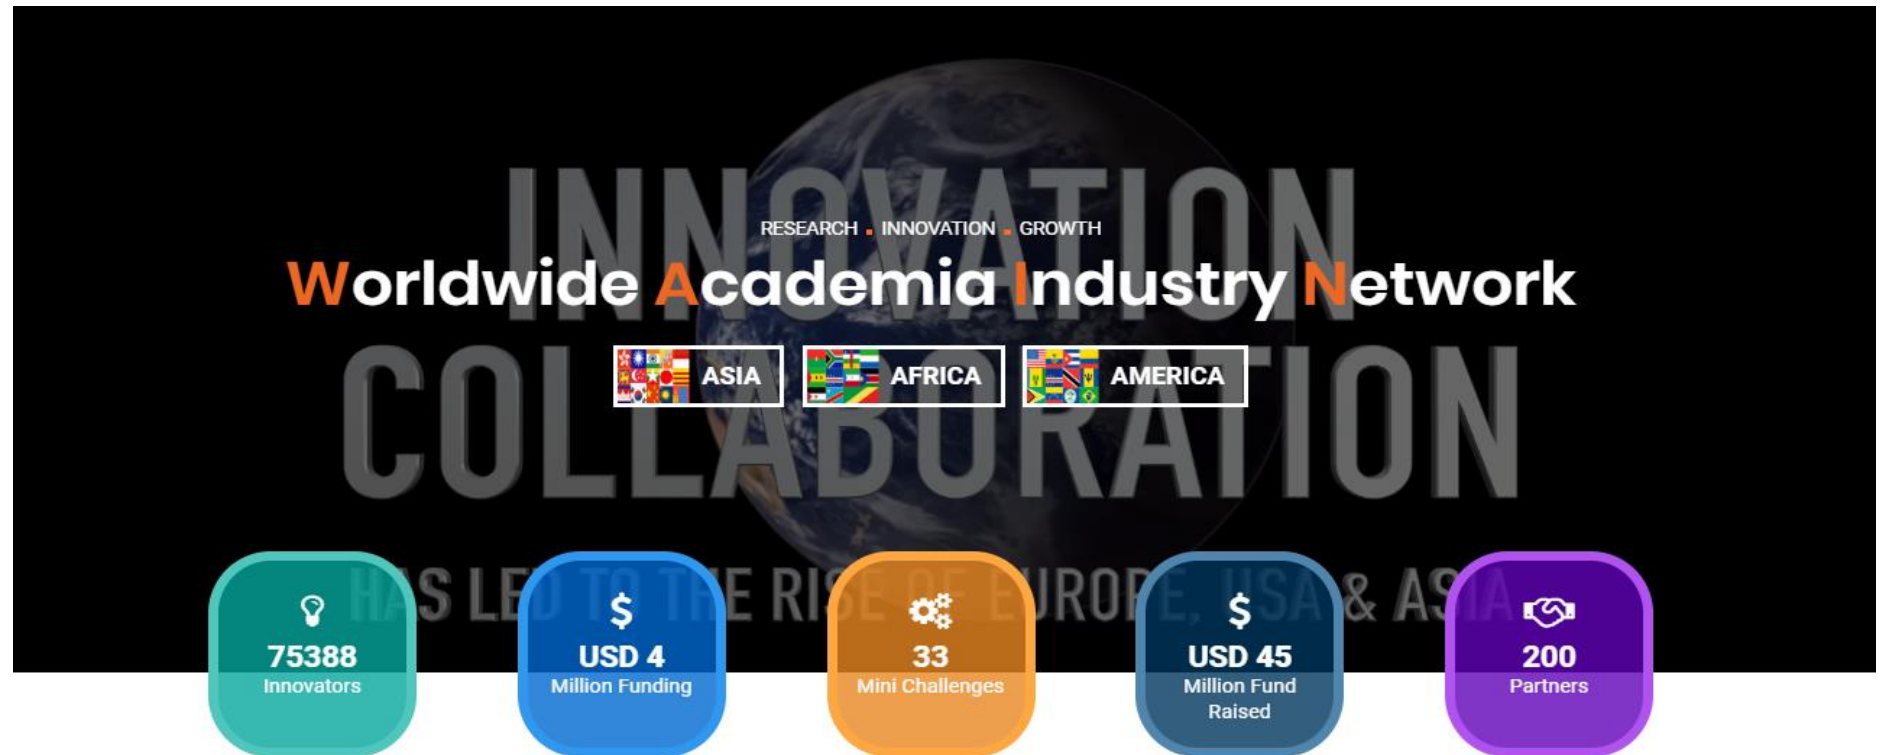 INNOVATION
RESEARCH . INNOVATION . GROWTH
Worldwide Academia Industry Network
ASIA
AFRICA
AMERICA
COLLABORATION
HAS LED TO THE RISE OF EUROPE, USA & ASIA
75388
Innovators
USD 4
Million Funding
33
Mini Challenges
USD 45
Million Fund
Raised
200
Partners